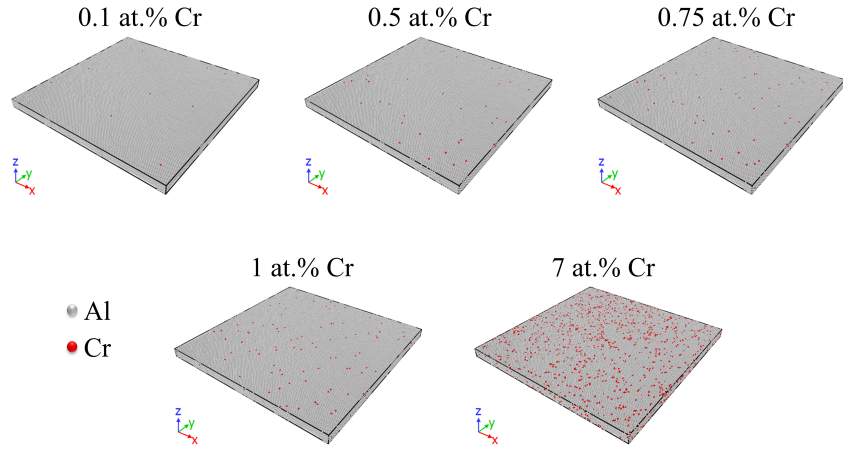 0.1 at.% Cr
0.5 at.% Cr
0.75 at.% Cr
z
y
x
z
y
x
z
y
x
1 at.% Cr
7 at.% Cr
Al
Cr
z
y
x
z
y
x